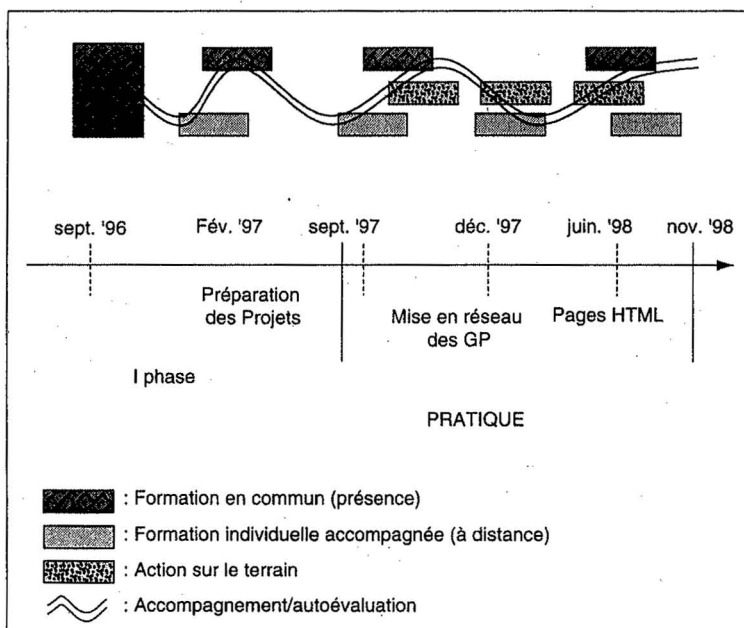 sept. '96 Fév. '97 sept. '97 déc. '97 juin. '98 nov. '98
Préparation
des Projets
Mise en réseau
des GP
Pages HTML
I phase
PRATIQUE
: Formation en commun (présence)
: Formation individuelle accompagnée (à distance)
: Action sur le terrain
: Accompagnement/autoévaluation